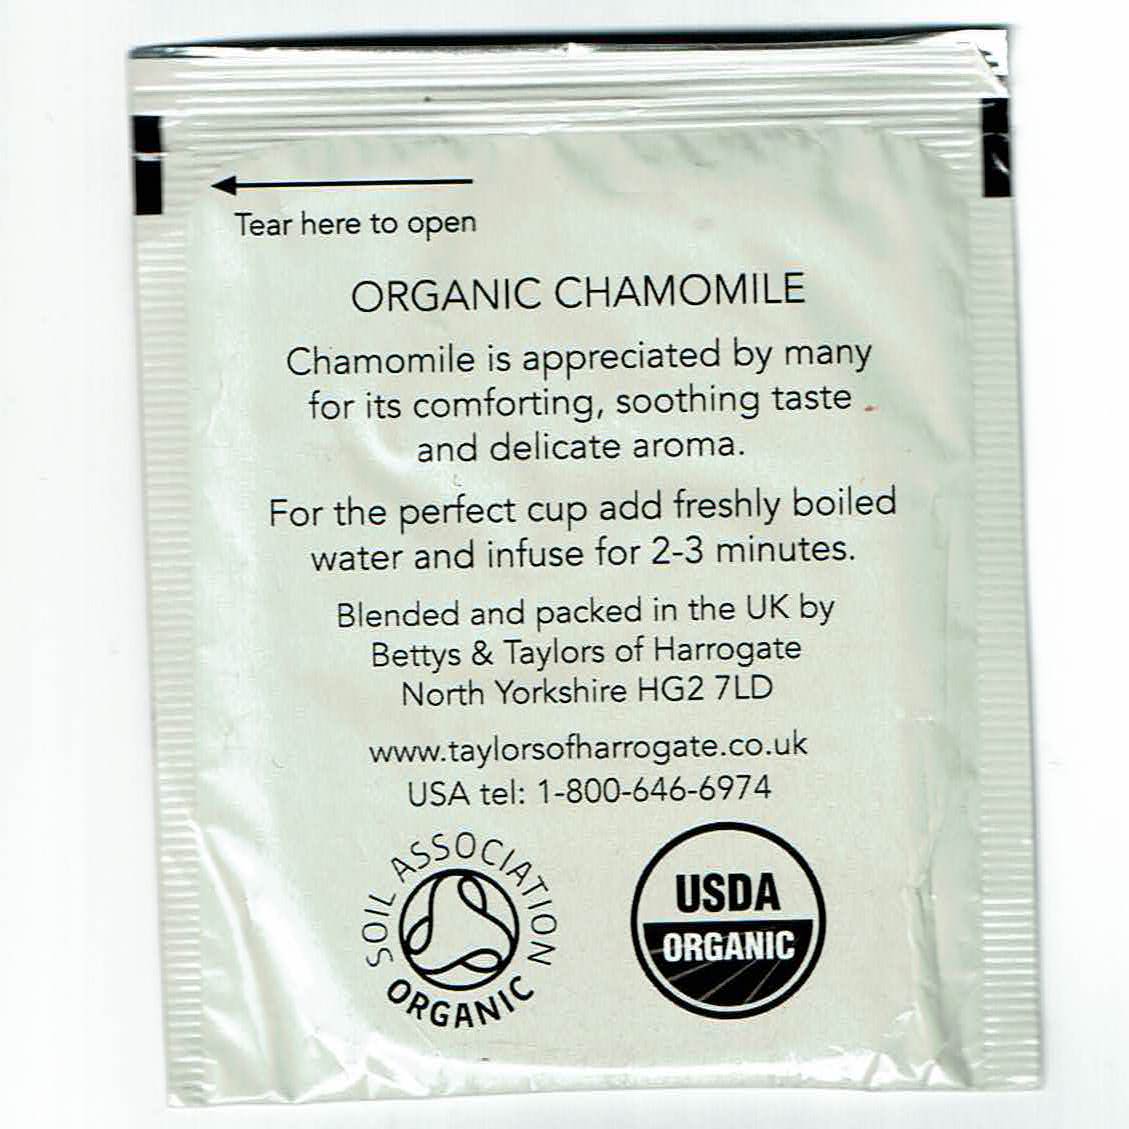 Tear here to open
ORGANIC CHAMOMILE
Chamomile is appreciated by many
for its comforting, soothing taste
and delicate aroma.
For the perfect cup add freshly boiled
water and infuse for 2-3 minutes.
Blended and packed in the UK by
Bettys & Taylors of Harrogate
North Yorkshire HG2 7LD
www.taylorsofharrogate.co.uk
USA tel: 1-800-646-6974
SOIL ASSOCIATION
ORGANIC
USDA
ORGANIC